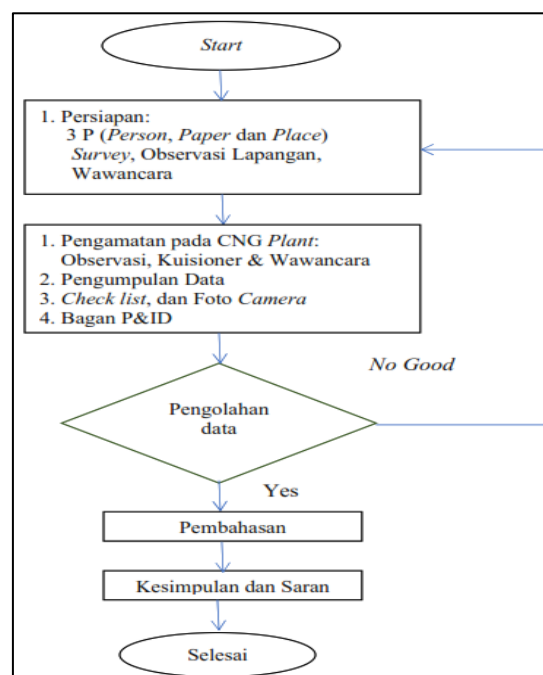 Start
1. Persiapan:
3 P (Person, Paper dan Place)
Survey, Observasi Lapangan,
Wawancara
1. Pengamatan pada CNG Plant:
Observasi, Kuisioner & Wawancara
2. Pengumpulan Data
3. Check list, dan Foto Camera
4. Bagan P&ID
No Good
Pengolahan
data
Yes
Pembahasan
Kesimpulan dan Saran
Selesai